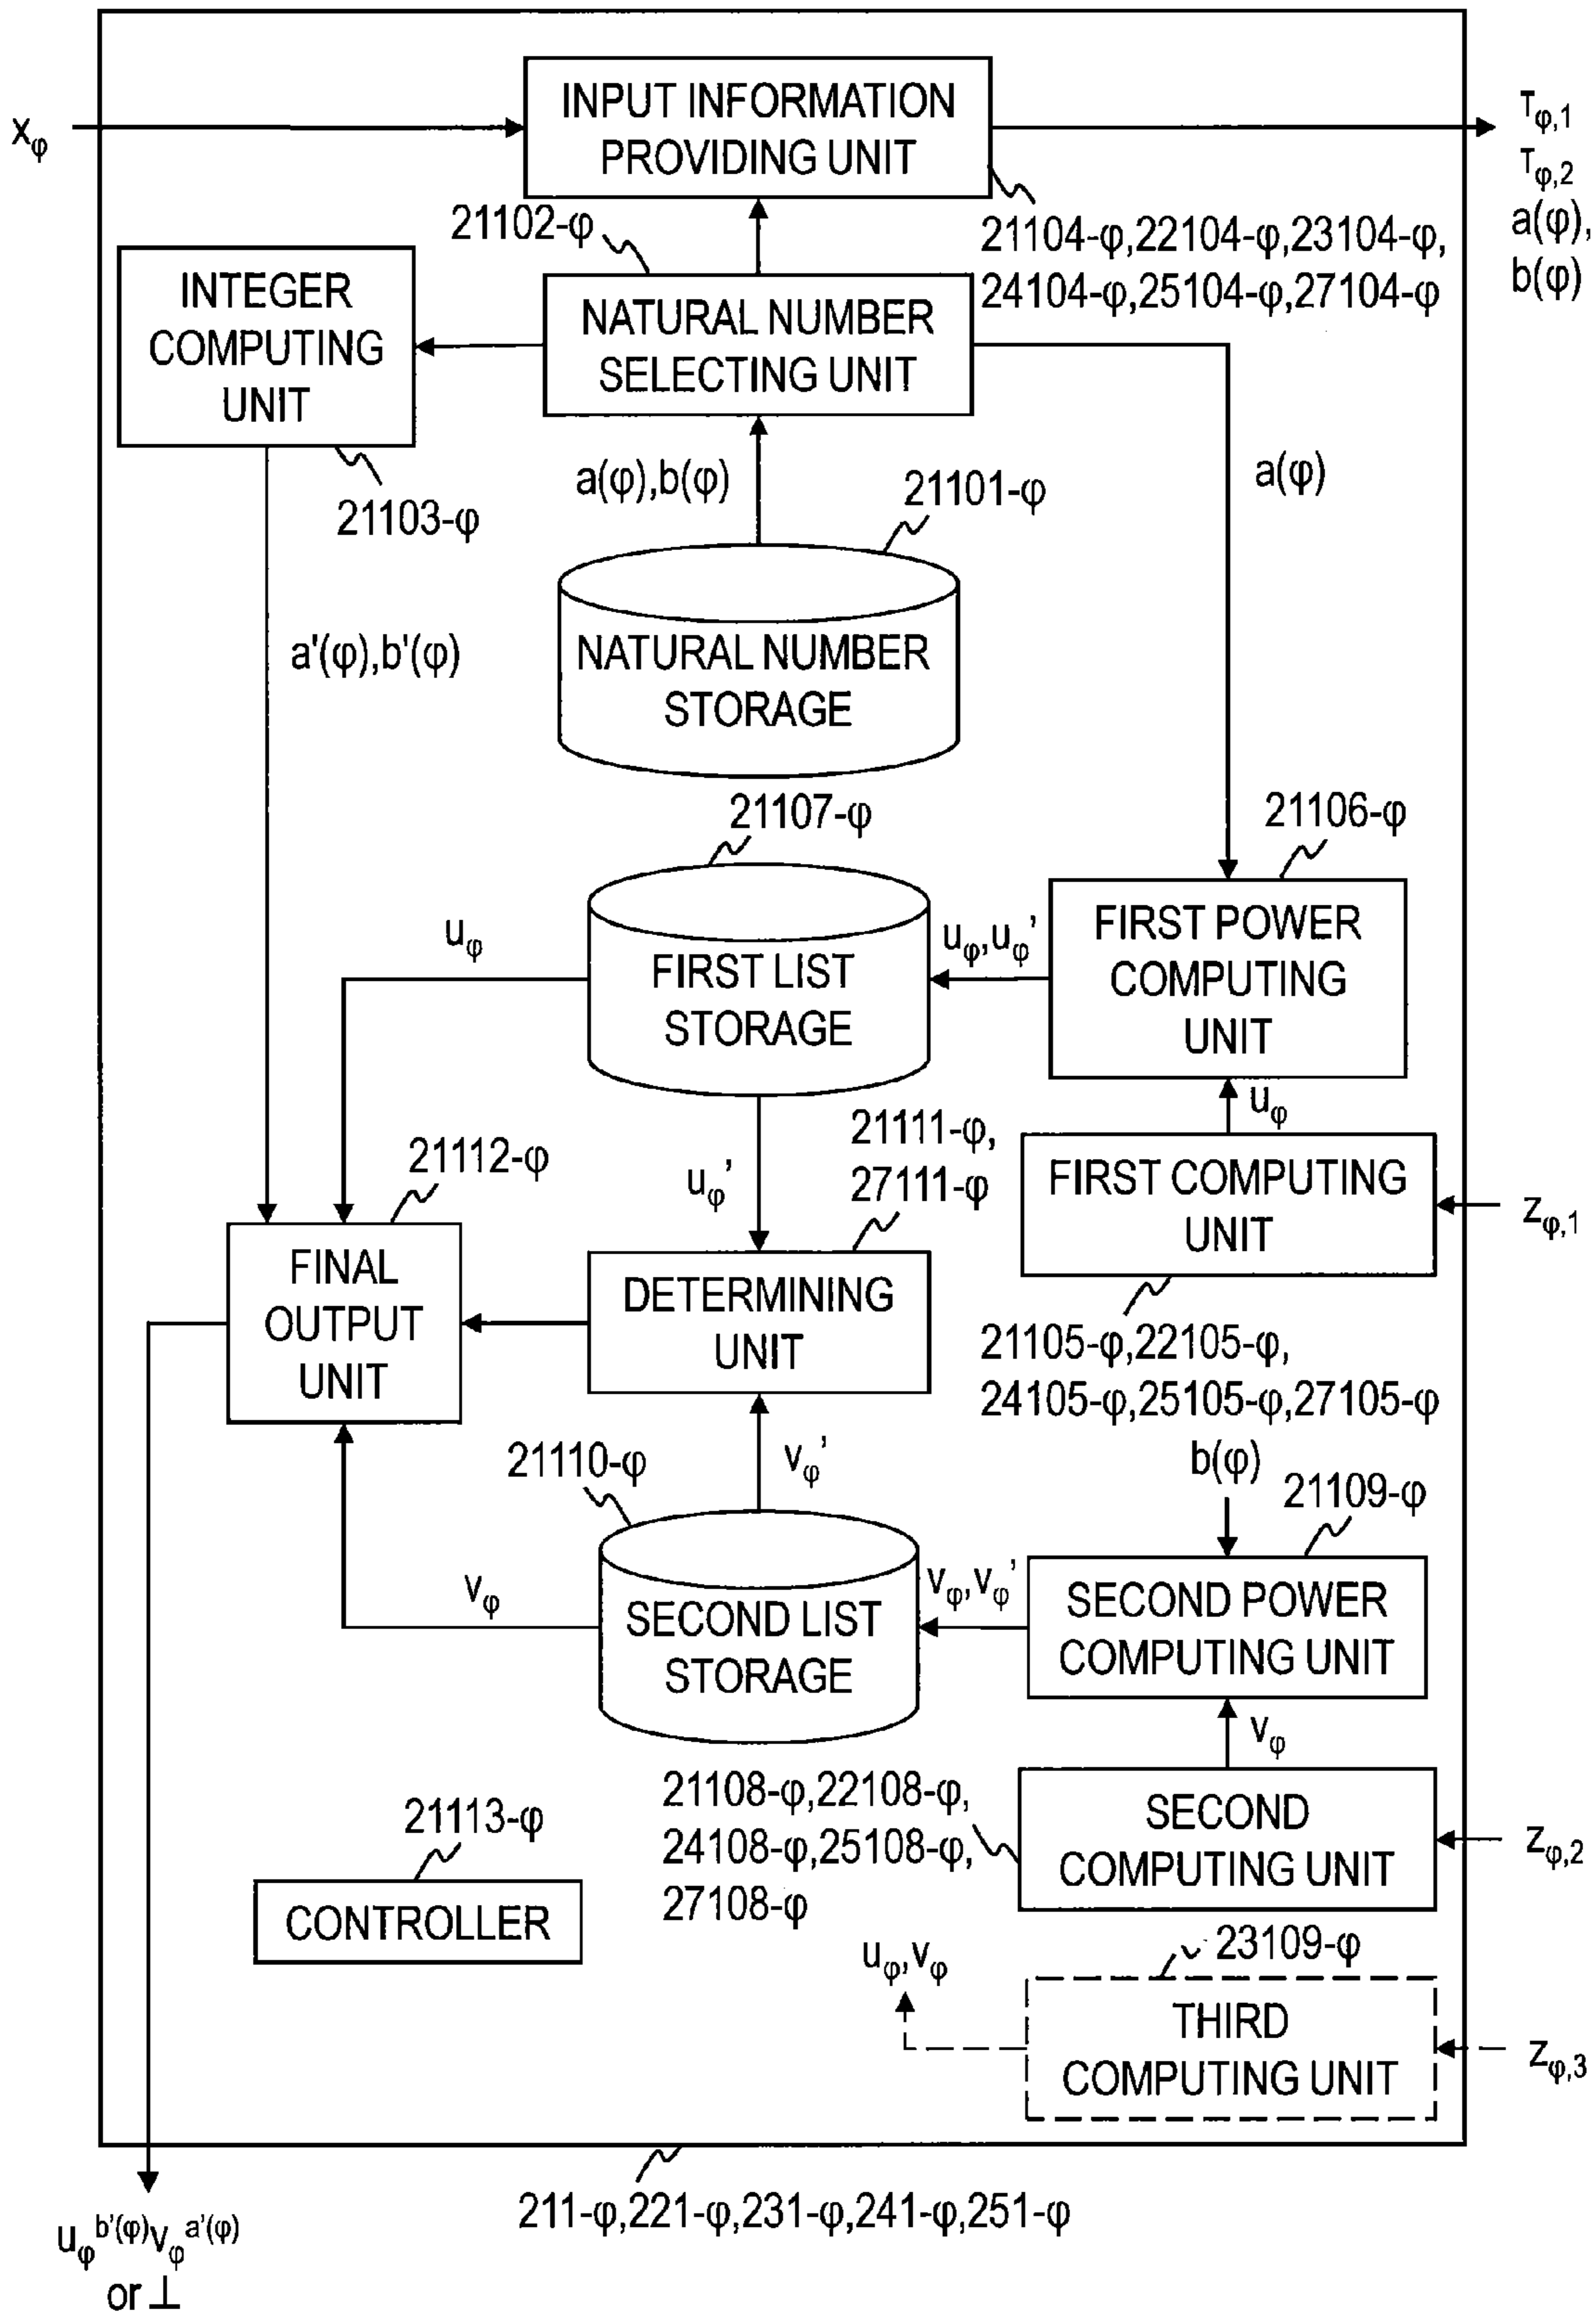 INPUT INFORMATION
PROVIDING UNIT
xφ
τφ,1
τφ,2
a(φ),
b(φ)
21102-φ
21104-φ,22104-φ,23104-φ,
24104-φ,25104-φ,27104-φ
INTEGER
COMPUTING
UNIT
NATURAL NUMBER
SELECTING UNIT
21103-φ
a(φ),b(φ)
21101-φ
a(φ)
a'(φ),b'(φ)
NATURAL NUMBER
STORAGE
21107-φ
21106-φ
uφ
FIRST LIST
STORAGE
uφ,uφ'
FIRST POWER
COMPUTING
UNIT
uφ
21112-φ
uφ'
21111-φ,
27111-φ
FIRST COMPUTING
UNIT
zφ,1
FINAL
OUTPUT
UNIT
DETERMINING
UNIT
21105-φ,22105-φ,
24105-φ,25105-φ,27105-φ
21110-φ
vφ'
b(φ)
21109-φ
vφ
SECOND LIST
STORAGE
vφ,vφ'
SECOND POWER
COMPUTING UNIT
vφ
21108-φ,22108-φ,
24108-φ,25108-φ,
27108-φ
SECOND
COMPUTING UNIT
zφ,2
21113-φ
CONTROLLER
uφ,vφ
23109-φ
THIRD
COMPUTING UNIT
zφ,3
211-φ,221-φ,231-φ,241-φ,251-φ
uφb'(φ)vφa'(φ)
or⊥